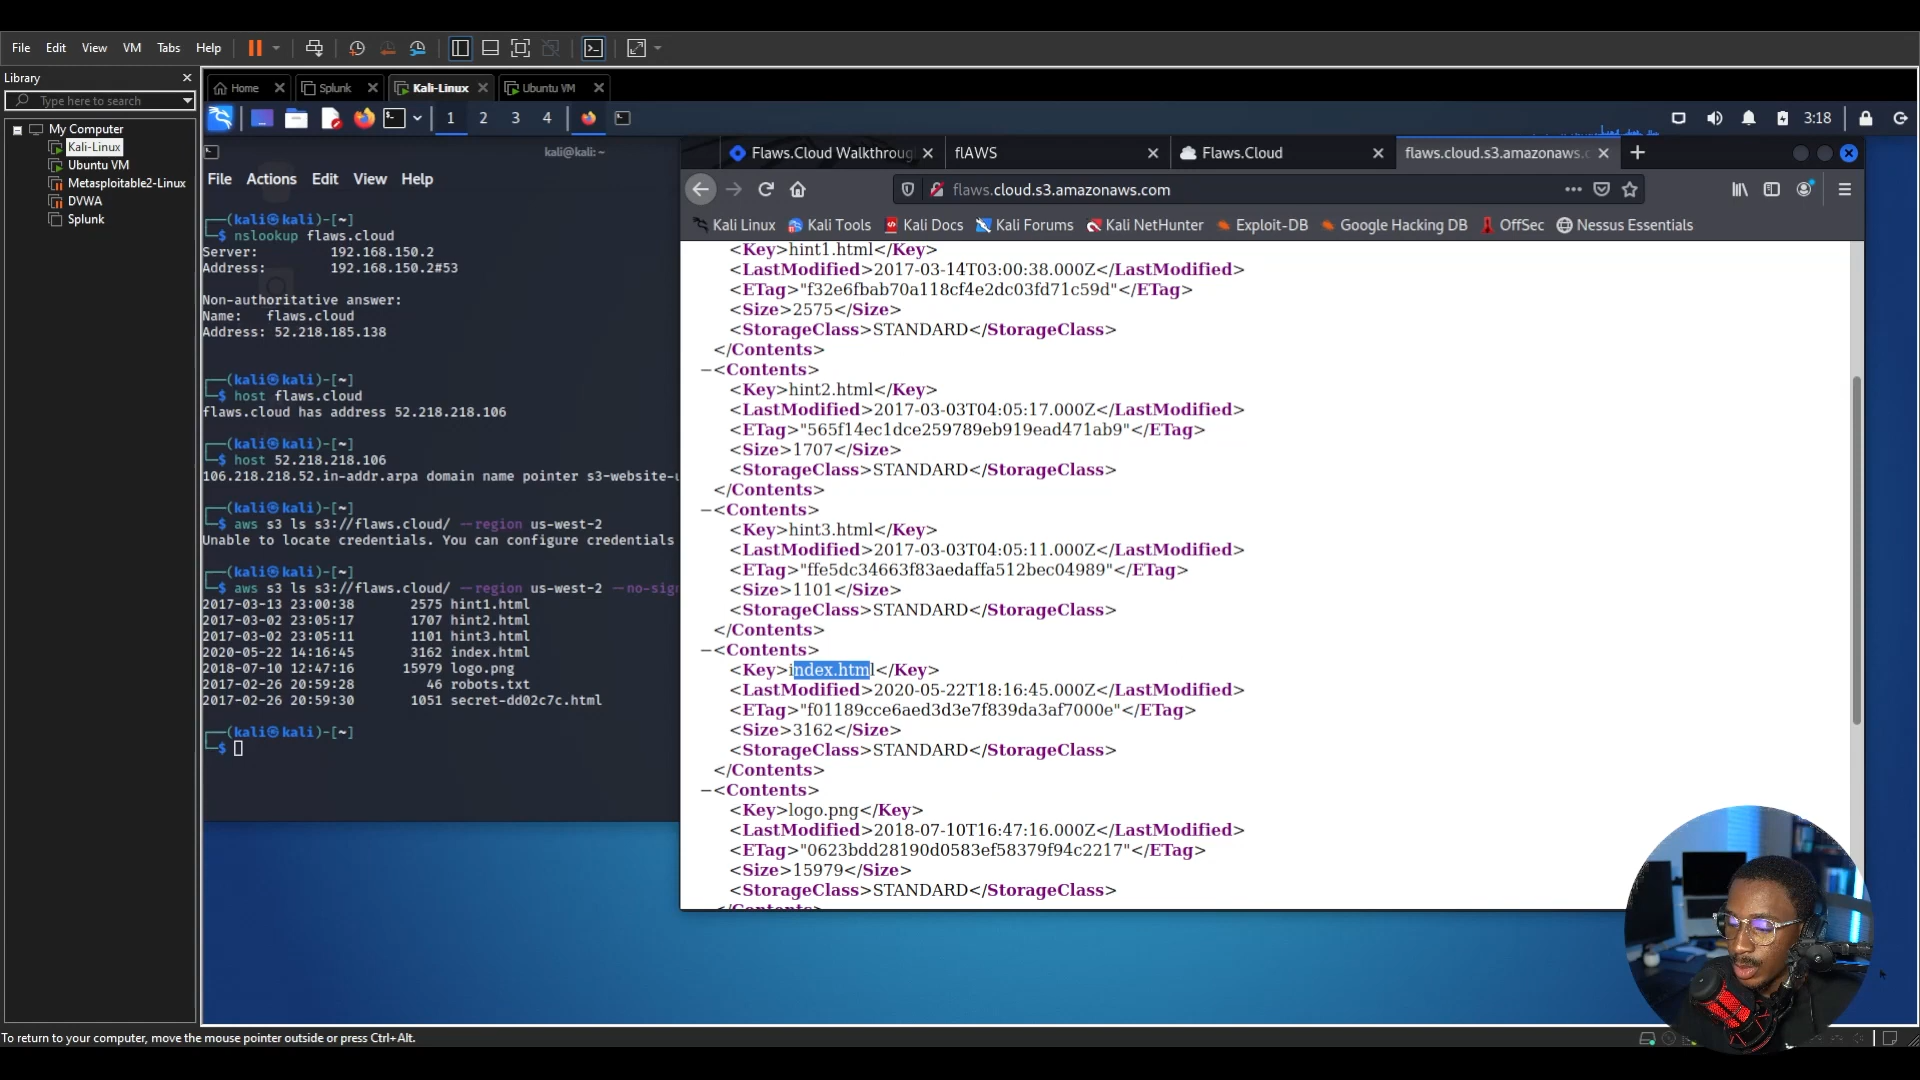 File Edit View VM Tabs Help
Library
Type here to search
My Computer
Kali-Linux
Ubuntu VM
Metasploitable2-Linux
DVWA
Splunk
Home Splunk Kali-Linux Ubuntu VM
1 2 3 4 3:18
kali@kali: ~
File Actions Edit View Help
┌──(kali㉿kali)-[~]
└─$ nslookup flaws.cloud
Server: 192.168.150.2
Address: 192.168.150.2#53
Non-authoritative answer:
Name: flaws.cloud
Address: 52.218.185.138
┌──(kali㉿kali)-[~]
└─$ host flaws.cloud
flaws.cloud has address 52.218.218.106
┌──(kali㉿kali)-[~]
└─$ host 52.218.218.106
106.218.218.52.in-addr.arpa domain name pointer s3-website-u
┌──(kali㉿kali)-[~]
└─$ aws s3 ls s3://flaws.cloud/ --region us-west-2
Unable to locate credentials. You can configure credentials
┌──(kali㉿kali)-[~]
└─$ aws s3 ls s3://flaws.cloud/ --region us-west-2 --no-sig
2017-03-13 23:00:38 2575 hint1.html
2017-03-02 23:05:17 1707 hint2.html
2017-03-02 23:05:11 1101 hint3.html
2020-05-22 14:16:45 3162 index.html
2018-07-10 12:47:16 15979 logo.png
2017-02-26 20:59:28 46 robots.txt
2017-02-26 20:59:30 1051 secret-dd02c7c.html
┌──(kali㉿kali)-[~]
└─$
Flaws.Cloud Walkthroug flAWS Flaws.Cloud flaws.cloud.s3.amazonaws.c
flaws.cloud.s3.amazonaws.com
Kali Linux Kali Tools Kali Docs Kali Forums Kali NetHunter Exploit-DB Google Hacking DB OffSec Nessus Essentials
<Key>hint1.html</Key>
<LastModified>2017-03-14T03:00:38.000Z</LastModified>
<ETag>"f32e6fbab70a118cf4e2dc03fd71c59d"</ETag>
<Size>2575</Size>
<StorageClass>STANDARD</StorageClass>
</Contents>
−<Contents>
<Key>hint2.html</Key>
<LastModified>2017-03-03T04:05:17.000Z</LastModified>
<ETag>"565f14ec1dce259789eb919ead471ab9"</ETag>
<Size>1707</Size>
<StorageClass>STANDARD</StorageClass>
</Contents>
−<Contents>
<Key>hint3.html</Key>
<LastModified>2017-03-03T04:05:11.000Z</LastModified>
<ETag>"ffe5dc34663f83aedaffa512bec04989"</ETag>
<Size>1101</Size>
<StorageClass>STANDARD</StorageClass>
</Contents>
−<Contents>
<Key>index.html</Key>
<LastModified>2020-05-22T18:16:45.000Z</LastModified>
<ETag>"f01189cce6aed3d3e7f839da3af7000e"</ETag>
<Size>3162</Size>
<StorageClass>STANDARD</StorageClass>
</Contents>
−<Contents>
<Key>logo.png</Key>
<LastModified>2018-07-10T16:47:16.000Z</LastModified>
<ETag>"0623bdd28190d0583ef58379f94c2217"</ETag>
<Size>15979</Size>
<StorageClass>STANDARD</StorageClass>
</Contents>
To return to your computer, move the mouse pointer outside or press Ctrl+Alt.